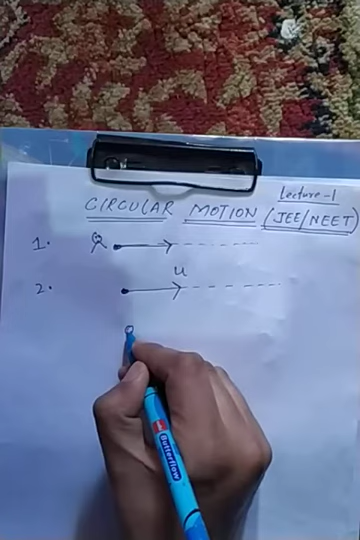 Lecture-1
CIRCULAR MOTION (JEE/NEET)
1.
2. u
Butterflow